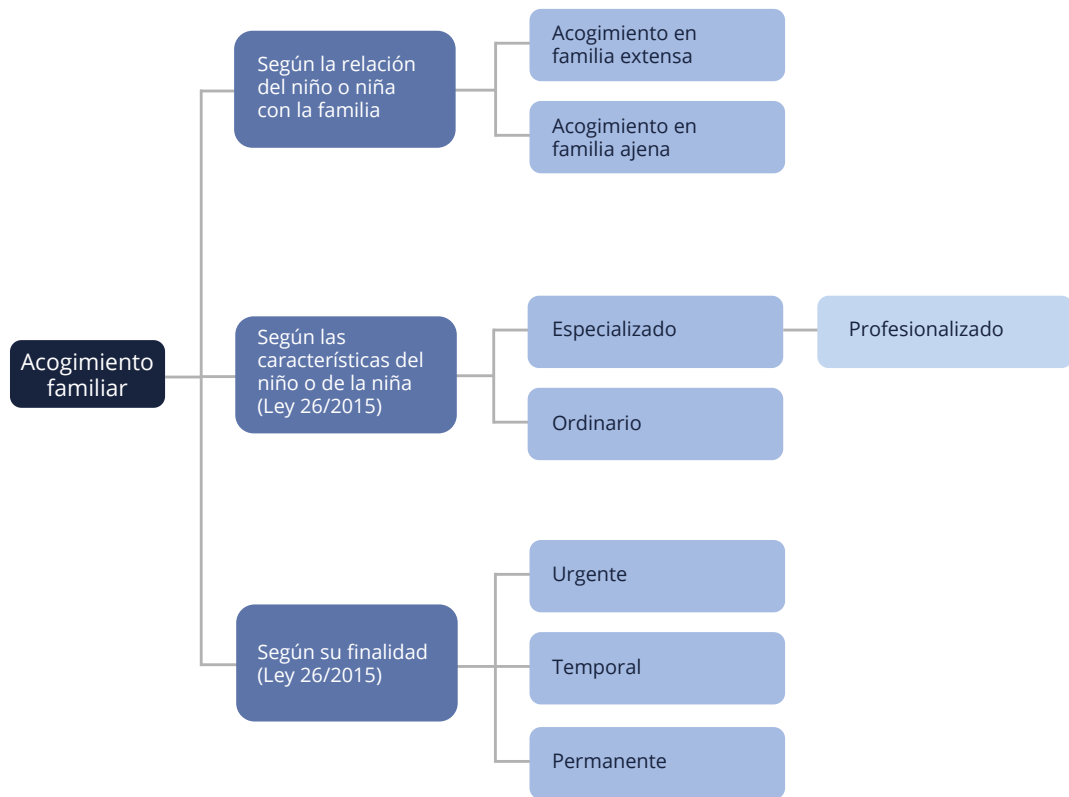 Acogimiento
familiar
Según la relación
del niño o niña
con la familia
Acogimiento en
familia extensa
Acogimiento en
familia ajena
Según las
características del
niño o de la niña
(Ley 26/2015)
Especializado
Profesionalizado
Ordinario
Según su finalidad
(Ley 26/2015)
Urgente
Temporal
Permanente